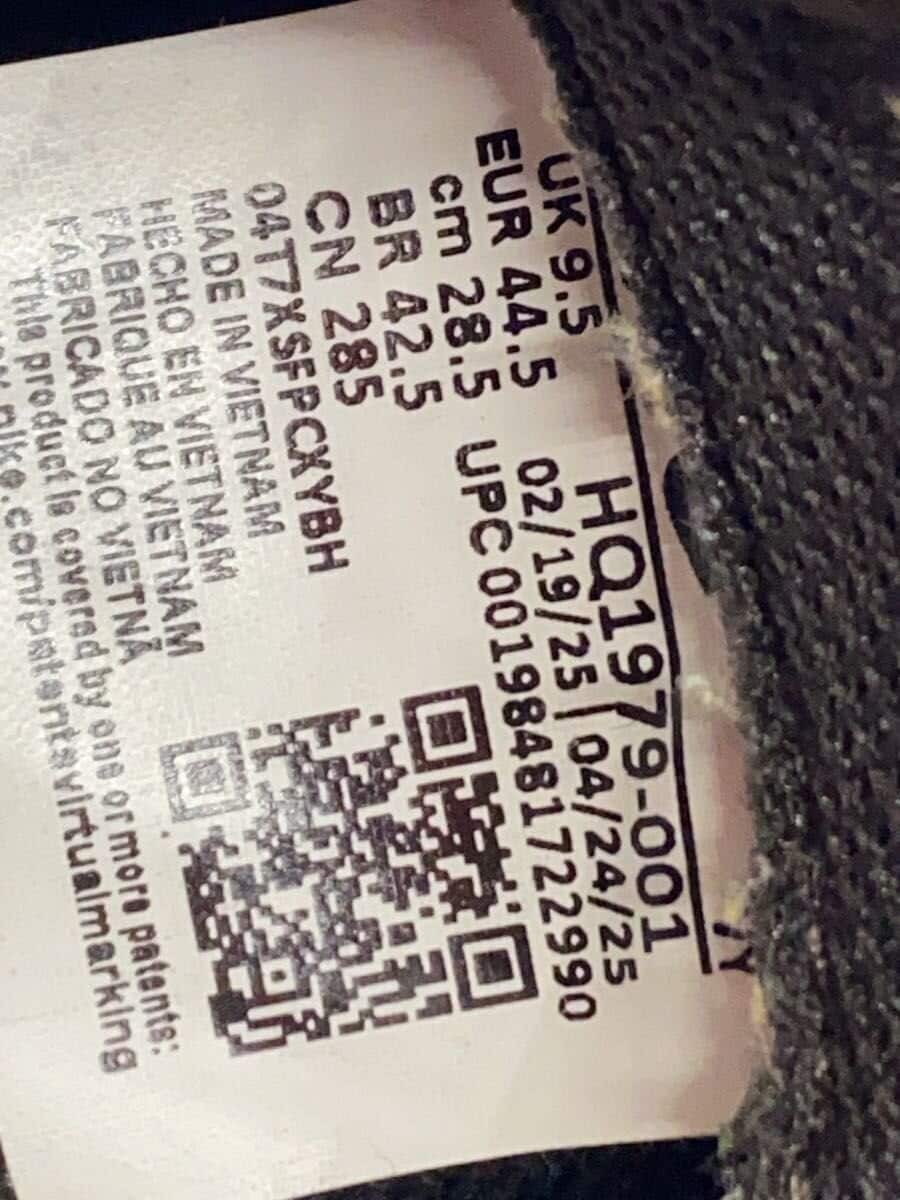 UK 9.5
EUR 44.5
cm 28.5
BR 42.5
CN 285
HQ1979-001
02/19/25 | 04/24/25
UPC 00198481722990
04T7XSFPCXYBH
MADE IN VIETNAM
HECHO EN VIETNAM
FABRIQUE AU VIETNAM
FABRICADO NO VIETNÃ
This product is covered by one or more patents:
nike.com/patentsvirtualmarking